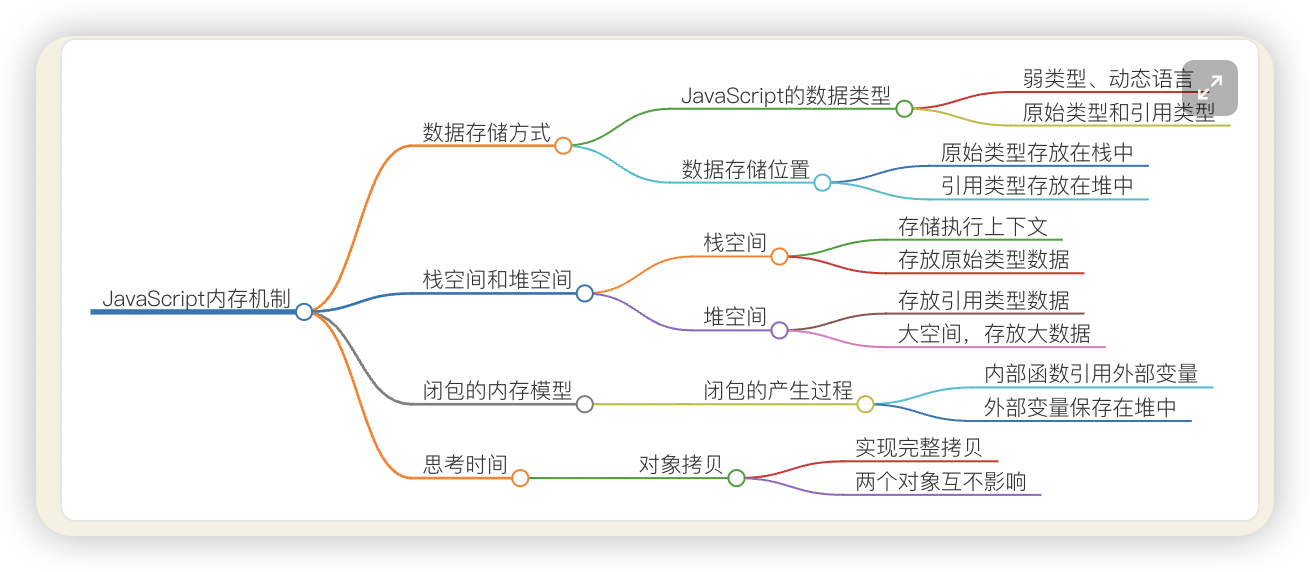 JavaScript内存机制
数据存储方式
JavaScript的数据类型
弱类型、动态语言
原始类型和引用类型
数据存储位置
原始类型存放在栈中
引用类型存放在堆中
栈空间和堆空间
栈空间
存储执行上下文
存放原始类型数据
堆空间
存放引用类型数据
大空间，存放大数据
闭包的内存模型
闭包的产生过程
内部函数引用外部变量
外部变量保存在堆中
思考时间
对象拷贝
实现完整拷贝
两个对象互不影响